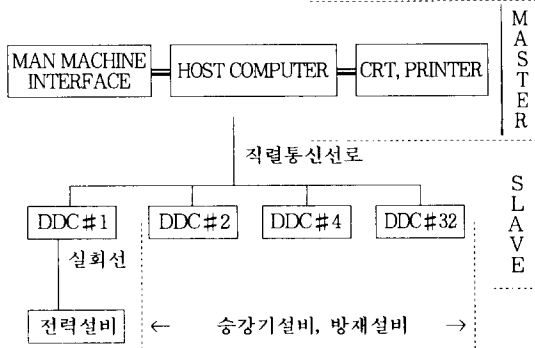 MAN MACHINE
INTERFACE
HOST COMPUTER
CRT, PRINTER
MASTER
직렬통신선로
DDC#1
DDC#2
DDC#4
DDC#32
SLAVE
실회선
전력설비
← 승강기설비, 방재설비 →